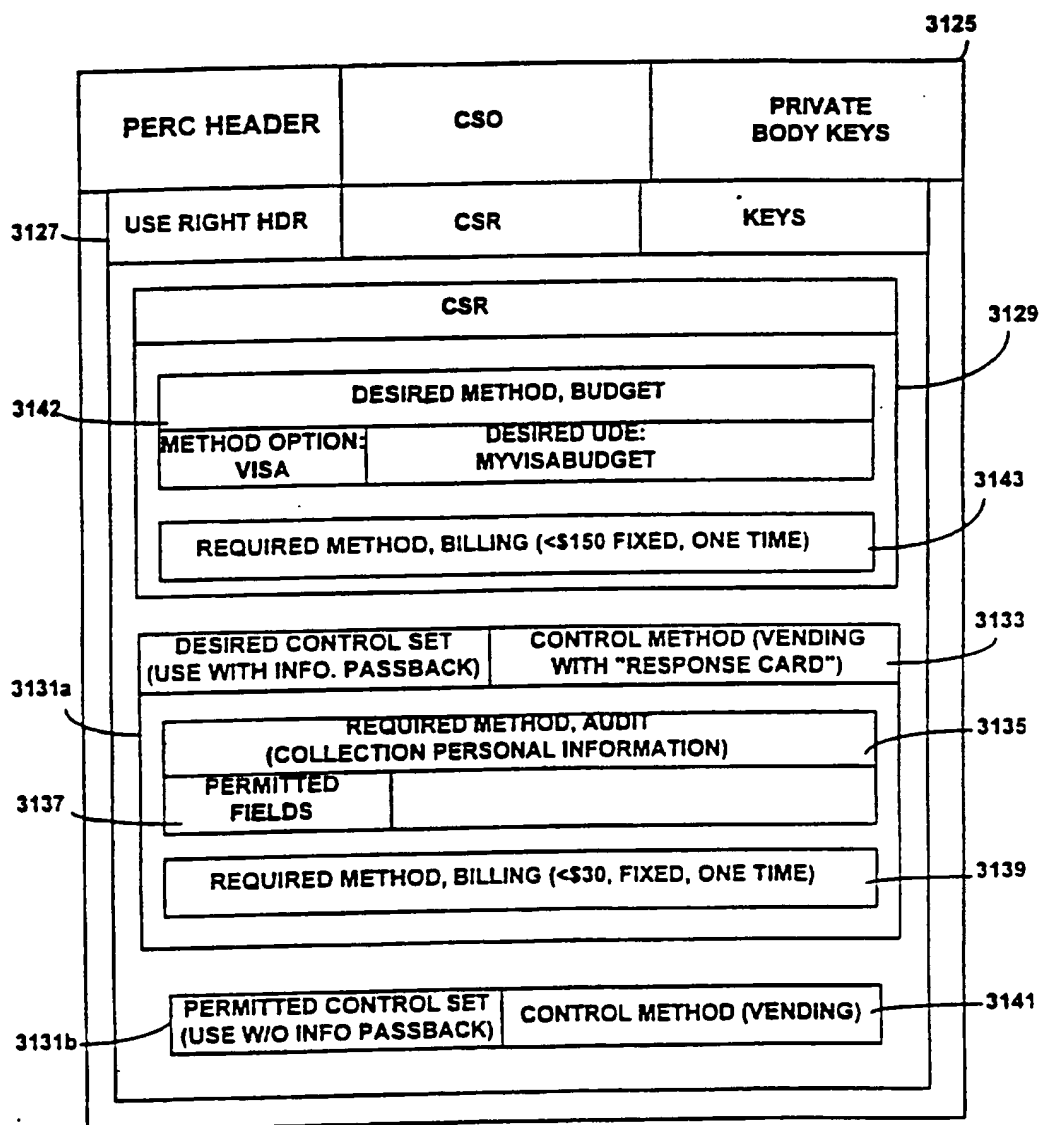 3125
PERC HEADER
CSO
PRIVATE
BODY KEYS
3127
USE RIGHT HDR
CSR
KEYS
CSR
3129
3142
DESIRED METHOD, BUDGET
METHOD OPTION:
VISA
DESIRED UDE:
MYVISABUDGET
3143
REQUIRED METHOD, BILLING (<$150 FIXED, ONE TIME)
3133
DESIRED CONTROL SET
(USE WITH INFO. PASSBACK)
CONTROL METHOD (VENDING
WITH "RESPONSE CARD")
3131a
REQUIRED METHOD, AUDIT
(COLLECTION PERSONAL INFORMATION)
3135
3137
PERMITTED
FIELDS
REQUIRED METHOD, BILLING (<$30, FIXED, ONE TIME)
3139
3131b
PERMITTED CONTROL SET
(USE W/O INFO PASSBACK)
CONTROL METHOD (VENDING)
3141